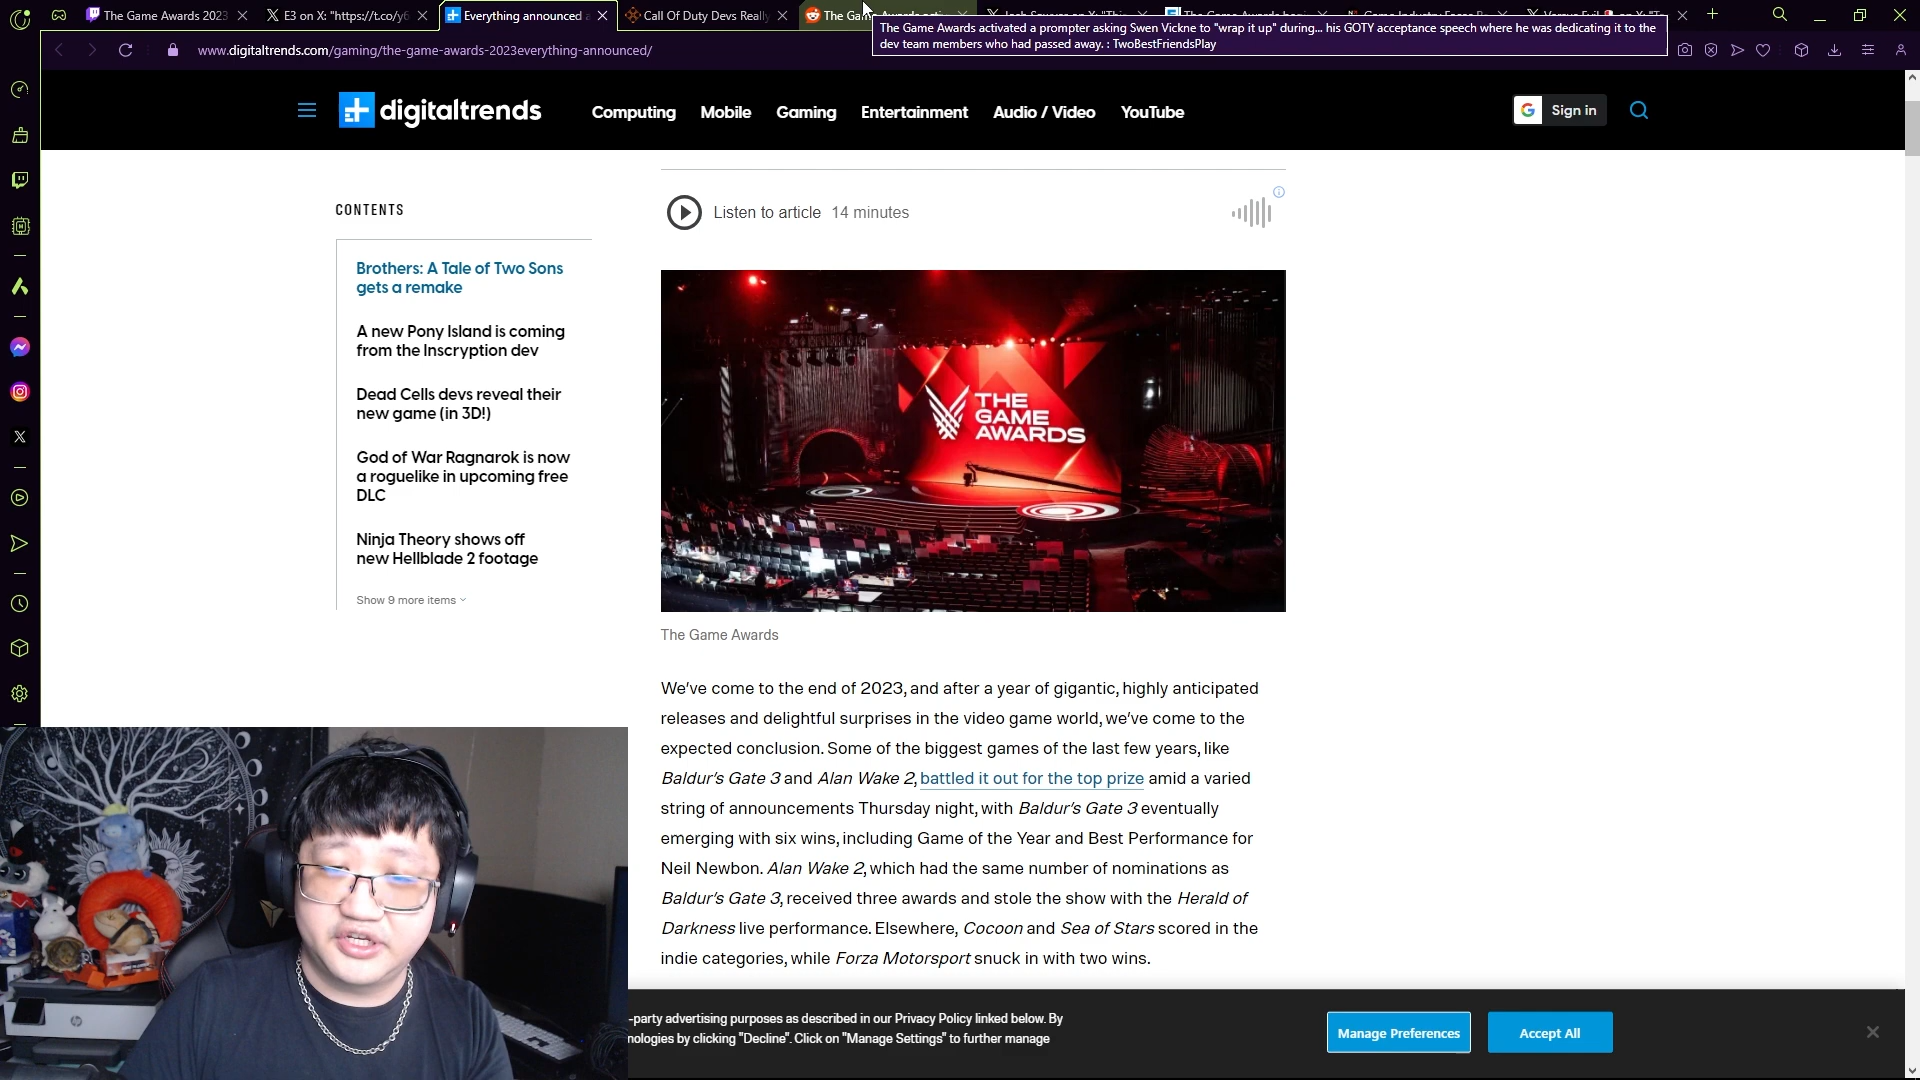 The Game Awards 2023
E3 on X: "https://t.co/y6
Everything announced a
Call Of Duty Devs Really
The Gam
The Game Awards activated a prompter asking Swen Vickne to "wrap it up" during... his GOTY acceptance speech where he was dedicating it to the
dev team members who had passed away. : TwoBestFriendsPlay
www.digitaltrends.com/gaming/the-game-awards-2023everything-announced/
digitaltrends
Computing
Mobile
Gaming
Entertainment
Audio / Video
YouTube
Sign in
CONTENTS
Brothers: A Tale of Two Sons
gets a remake
A new Pony Island is coming
from the Inscryption dev
Dead Cells devs reveal their
new game (in 3D!)
God of War Ragnarok is now
a roguelike in upcoming free
DLC
Ninja Theory shows off
new Hellblade 2 footage
Show 9 more items
Listen to article 14 minutes
THE
GAME
AWARDS
The Game Awards
We've come to the end of 2023, and after a year of gigantic, highly anticipated
releases and delightful surprises in the video game world, we've come to the
expected conclusion. Some of the biggest games of the last few years, like
Baldur's Gate 3 and Alan Wake 2, battled it out for the top prize amid a varied
string of announcements Thursday night, with Baldur's Gate 3 eventually
emerging with six wins, including Game of the Year and Best Performance for
Neil Newbon. Alan Wake 2, which had the same number of nominations as
Baldur's Gate 3, received three awards and stole the show with the Herald of
Darkness live performance. Elsewhere, Cocoon and Sea of Stars scored in the
indie categories, while Forza Motorsport snuck in with two wins.
-party advertising purposes as described in our Privacy Policy linked below. By
nologies by clicking "Decline". Click on "Manage Settings" to further manage
Manage Preferences
Accept All